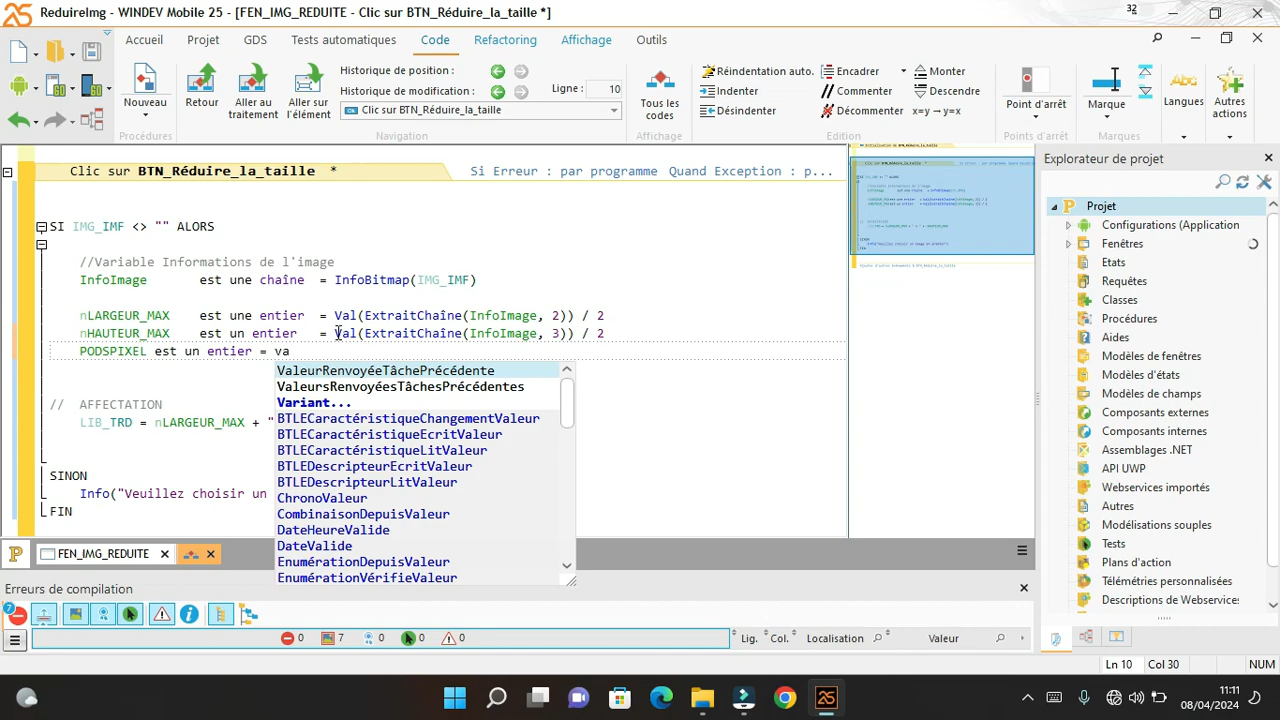 ReduireImg - WINDEV Mobile 25 - [FEN_IMG_REDUITE - Clic sur BTN_Réduire_la_taille *]
32
Accueil Projet GDS Tests automatiques Code Refactoring Affichage Outils
Nouveau
Procédures
Retour
Aller au traitement
Aller sur l'élément
Historique de position :
Historique de modification :
Ligne : 10
Clic sur BTN_Réduire_la_taille
Navigation
Tous les codes
Affichage
Réindentation auto. Encadrer Monter
Indenter Commenter Descendre
Désindenter Décommenter x=y → y=x
Edition
Point d'arrêt
Points d'arrêt
Marque
Marques
Langues
Autres actions
Clic sur BTN_Réduire_la_taille * Si Erreur : par programme Quand Exception : p...
SI IMG_IMF <> "" ALORS
//Variable Informations de l'image
InfoImage est une chaîne = InfoBitmap(IMG_IMF)
nLARGEUR_MAX est une entier = Val(ExtraitChaîne(InfoImage, 2)) / 2
nHAUTEUR_MAX est un entier = Val(ExtraitChaîne(InfoImage, 3)) / 2
PODSPIXEL est un entier = va
ValeurRenvoyéeTâchePrécédente
ValeursRenvoyéesTâchesPrécédentes
Variant...
BTLECaractéristiqueChangementValeur
BTLECaractéristiqueEcritValeur
BTLECaractéristiqueLitValeur
BTLEDescripteurEcritValeur
BTLEDescripteurLitValeur
ChronoValeur
CombinaisonDepuisValeur
DateHeureValide
DateValide
EnumérationDepuisValeur
EnumérationVérifieValeur
// AFFECTATION
LIB_TRD = nLARGEUR_MAX + "
SINON
Info("Veuillez choisir un
FIN
Explorateur de projet
Projet
Configurations (Application
Fenêtres
Etats
Requêtes
Classes
Procédures
Aides
Modèles de fenêtres
Modèles d'états
Modèles de champs
Composants externes
Composants internes
Assemblages .NET
API UWP
Webservices importés
Autres
Modélisations souples
Tests
Plans d'action
Télémétries personnalisées
Descriptions de Webservice
FEN_IMG_REDUITE
Erreurs de compilation
7
0 7 0 0 0 Lig. Col. Localisation Valeur
Ln 10 Col 30 NUM
11:11
08/04/2024